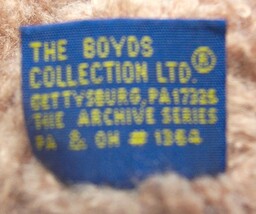 THE BOYDS
COLLECTION LTD.®
GETTYSBURG, PA 17325
THE ARCHIVE SERIES
PA & OH # 1364